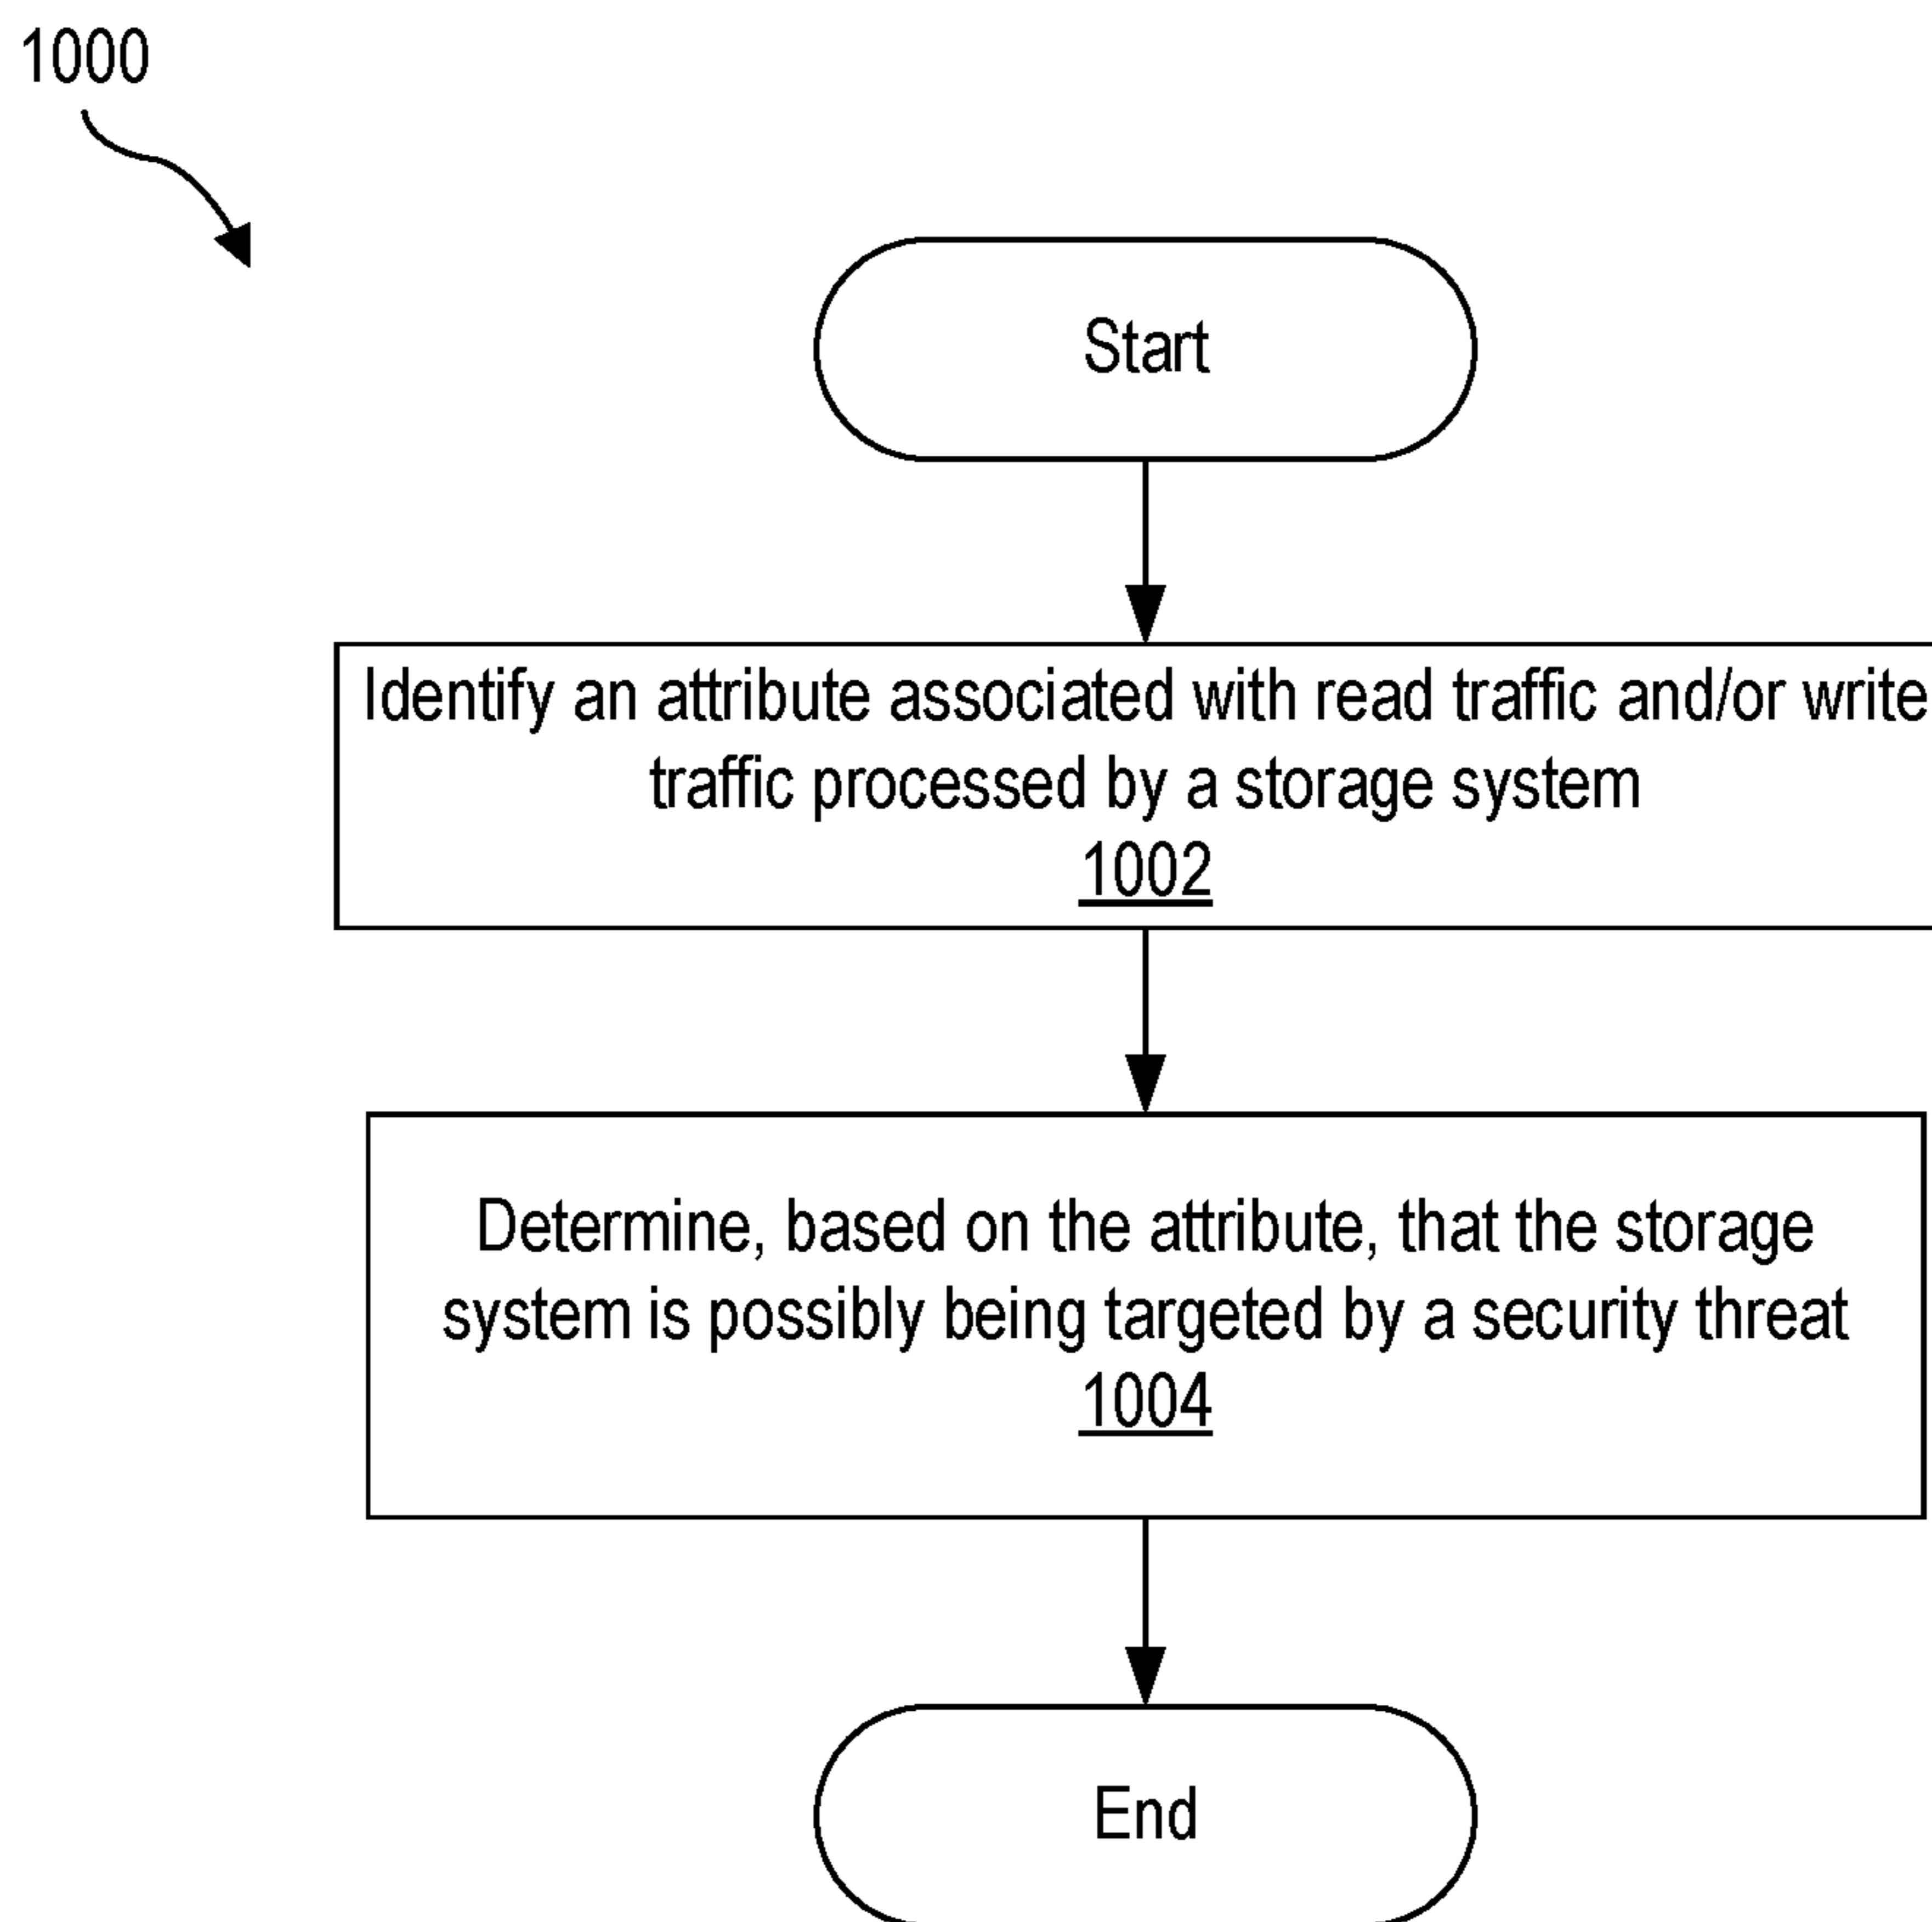 1000
Start
Identify an attribute associated with read traffic and/or write
traffic processed by a storage system
1002
Determine, based on the attribute, that the storage
system is possibly being targeted by a security threat
1004
End